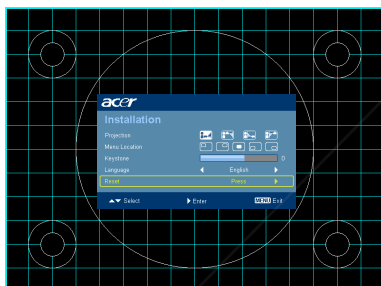 acer
Installation
Projection
Menu Location
Keystone 0
Language English
Reset Press
Select Enter MENU Exit